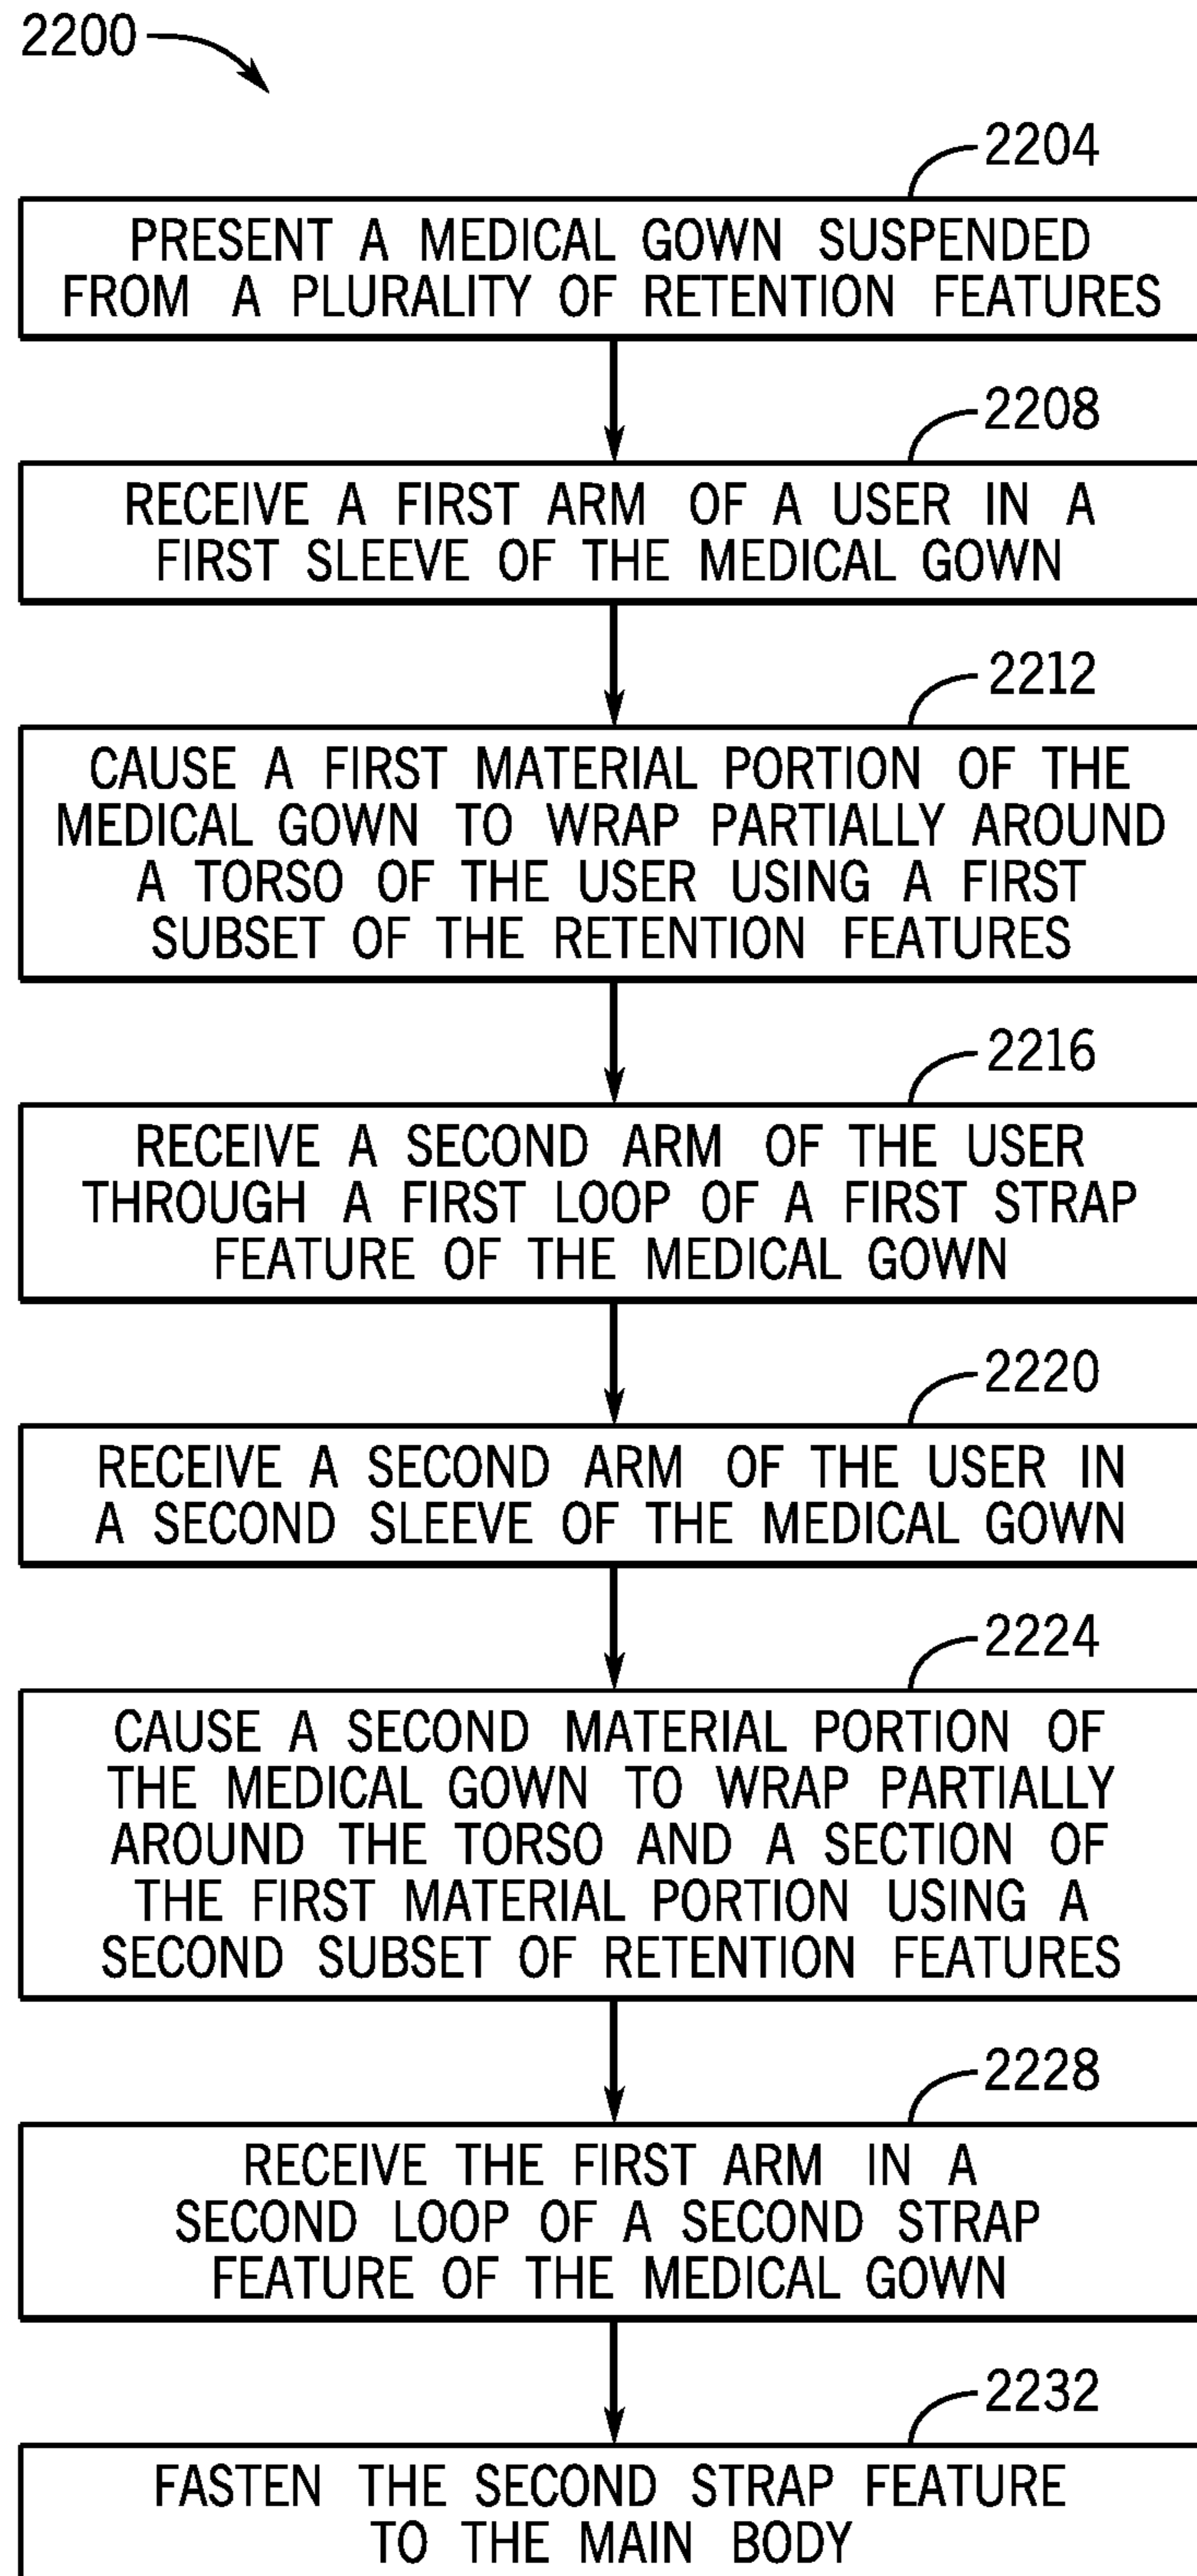 2200
2204
PRESENT A MEDICAL GOWN SUSPENDED
FROM A PLURALITY OF RETENTION FEATURES
2208
RECEIVE A FIRST ARM OF A USER IN A
FIRST SLEEVE OF THE MEDICAL GOWN
2212
CAUSE A FIRST MATERIAL PORTION OF THE
MEDICAL GOWN TO WRAP PARTIALLY AROUND
A TORSO OF THE USER USING A FIRST
SUBSET OF THE RETENTION FEATURES
2216
RECEIVE A SECOND ARM OF THE USER
THROUGH A FIRST LOOP OF A FIRST STRAP
FEATURE OF THE MEDICAL GOWN
2220
RECEIVE A SECOND ARM OF THE USER IN
A SECOND SLEEVE OF THE MEDICAL GOWN
2224
CAUSE A SECOND MATERIAL PORTION OF
THE MEDICAL GOWN TO WRAP PARTIALLY
AROUND THE TORSO AND A SECTION OF
THE FIRST MATERIAL PORTION USING A
SECOND SUBSET OF RETENTION FEATURES
2228
RECEIVE THE FIRST ARM IN A
SECOND LOOP OF A SECOND STRAP
FEATURE OF THE MEDICAL GOWN
2232
FASTEN THE SECOND STRAP FEATURE
TO THE MAIN BODY